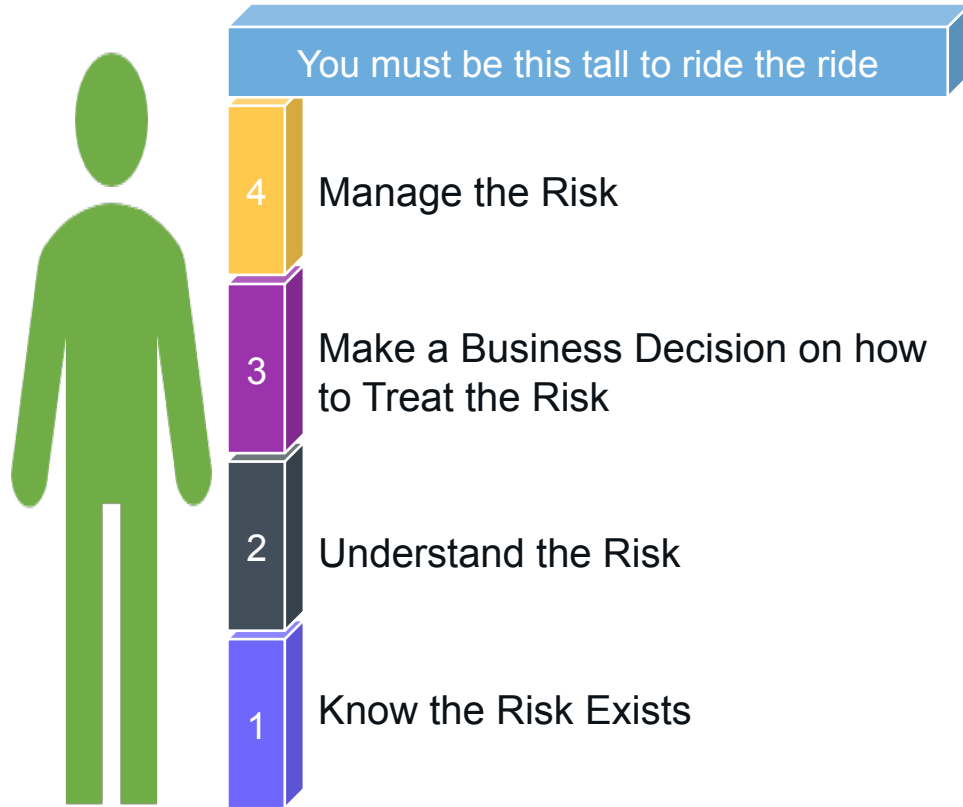 You must be this tall to ride the ride
4
Manage the Risk
3
Make a Business Decision on how
to Treat the Risk
2
Understand the Risk
1
Know the Risk Exists